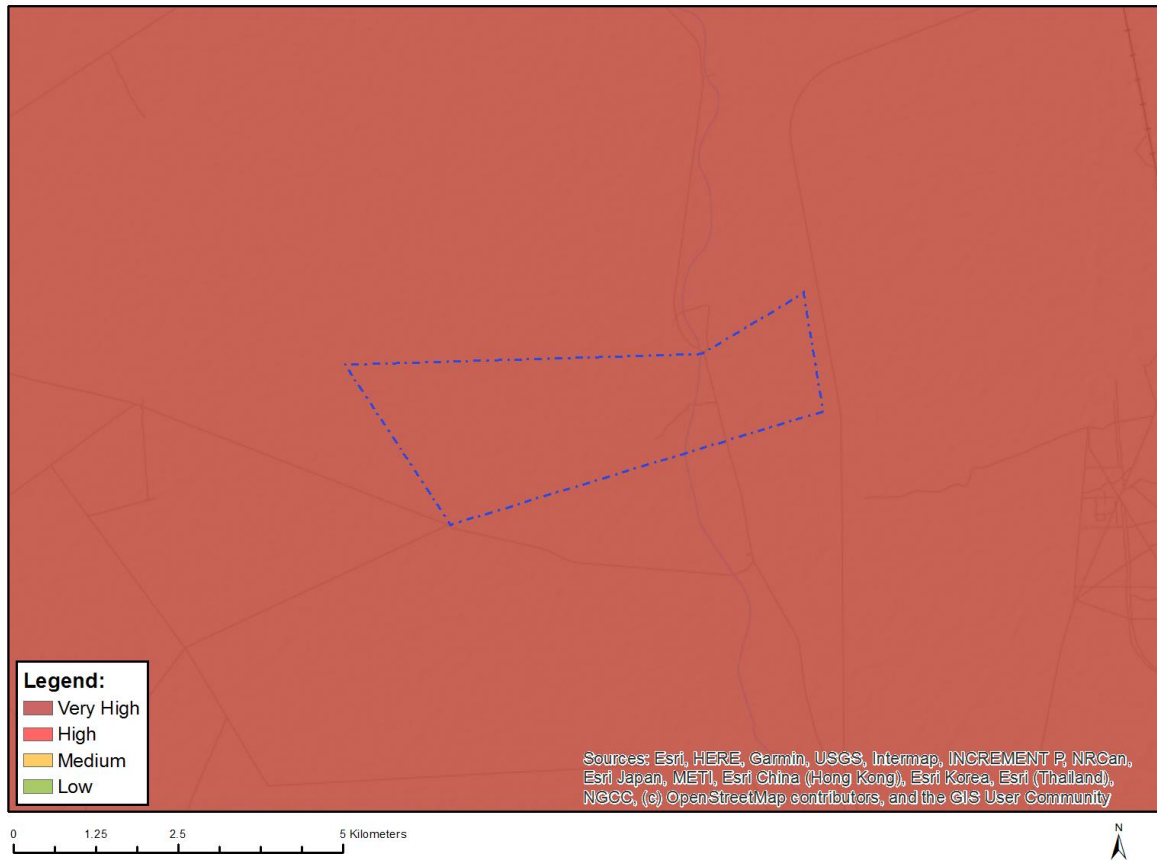 Legend:
Very High
High
Medium
Low
Sources: Esri, HERE, Garmin, USGS, Intermap, INCREMENT P, NRCan,
Esri Japan, METI, Esri China (Hong Kong), Esri Korea, Esri (Thailand),
NGCC, (c) OpenStreetMap contributors, and the GIS User Community
0 1.25 2.5 5 Kilometers
N